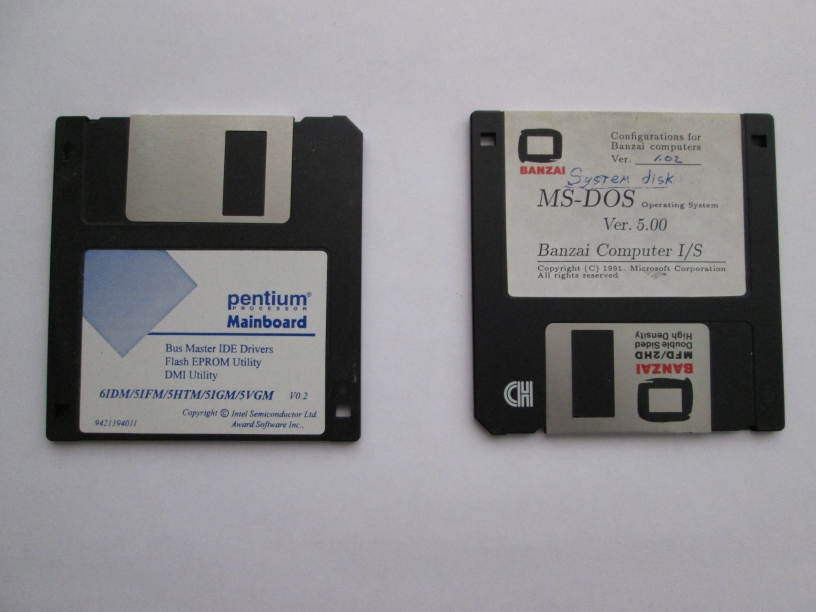 pentium®
PROCESSOR
Mainboard
Bus Master IDE Drivers
Flash EPROM Utility
DMI Utility
6IDM/5IFM/5HTM/5IGM/5VGM V0.2
Copyright © Intel Semiconductor Ltd.
Award Software Inc..
9421394011
BANZAI
Configurations for
Banzai computers
Ver. 1.02
System disk
MS-DOS Operating System
Ver. 5.00
Banzai Computer I/S
Copyright (C) 1991. Microsoft Corporation
All rights reserved
HD
BANZAI
MFD/2HD
Double Sided
High Density